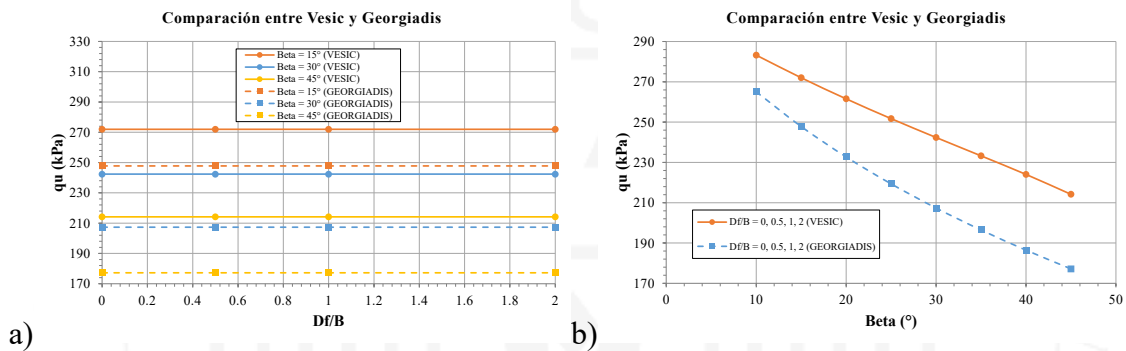 Comparación entre Vesic y Georgiadis
330
310
290
270
250
230
210
190
170
qu (kPa)
Beta = 15° (VESIC)
Beta = 30° (VESIC)
Beta = 45° (VESIC)
Beta = 15° (GEORGIADIS)
Beta = 30° (GEORGIADIS)
Beta = 45° (GEORGIADIS)
0 0.2 0.4 0.6 0.8 1 1.2 1.4 1.6 1.8 2
Df/B
a)
Comparación entre Vesic y Georgiadis
290
270
250
230
210
190
170
qu (kPa)
Df/B = 0, 0.5, 1, 2 (VESIC)
Df/B = 0, 0.5, 1, 2 (GEORGIADIS)
0 10 20 30 40 50
Beta (°)
b)